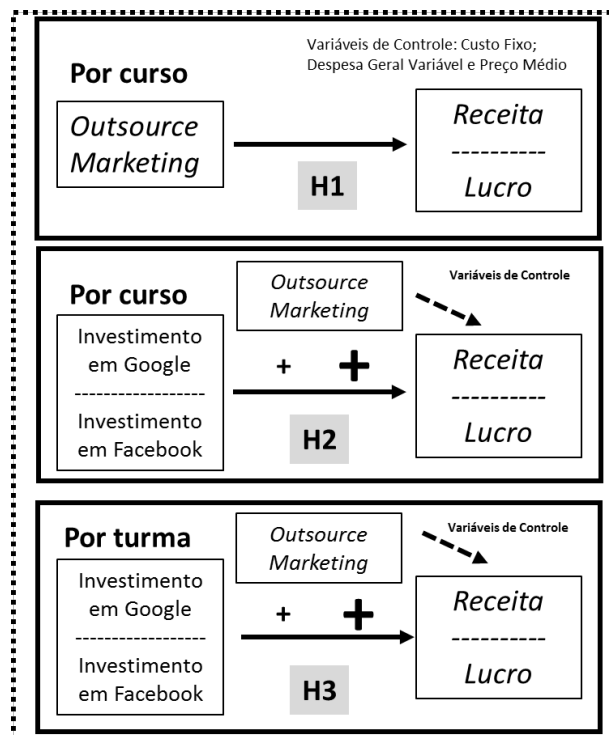 Variáveis de Controle: Custo Fixo;
Despesa Geral Variável e Preço Médio
Por curso
Outsource
Marketing
H1
Receita
----------
Lucro
Por curso
Outsource
Marketing
Variáveis de Controle
Investimento
em Google
-------------------
Investimento
em Facebook
+ +
H2
Receita
----------
Lucro
Por turma
Outsource
Marketing
Variáveis de Controle
Investimento
em Google
-------------------
Investimento
em Facebook
+ +
H3
Receita
----------
Lucro